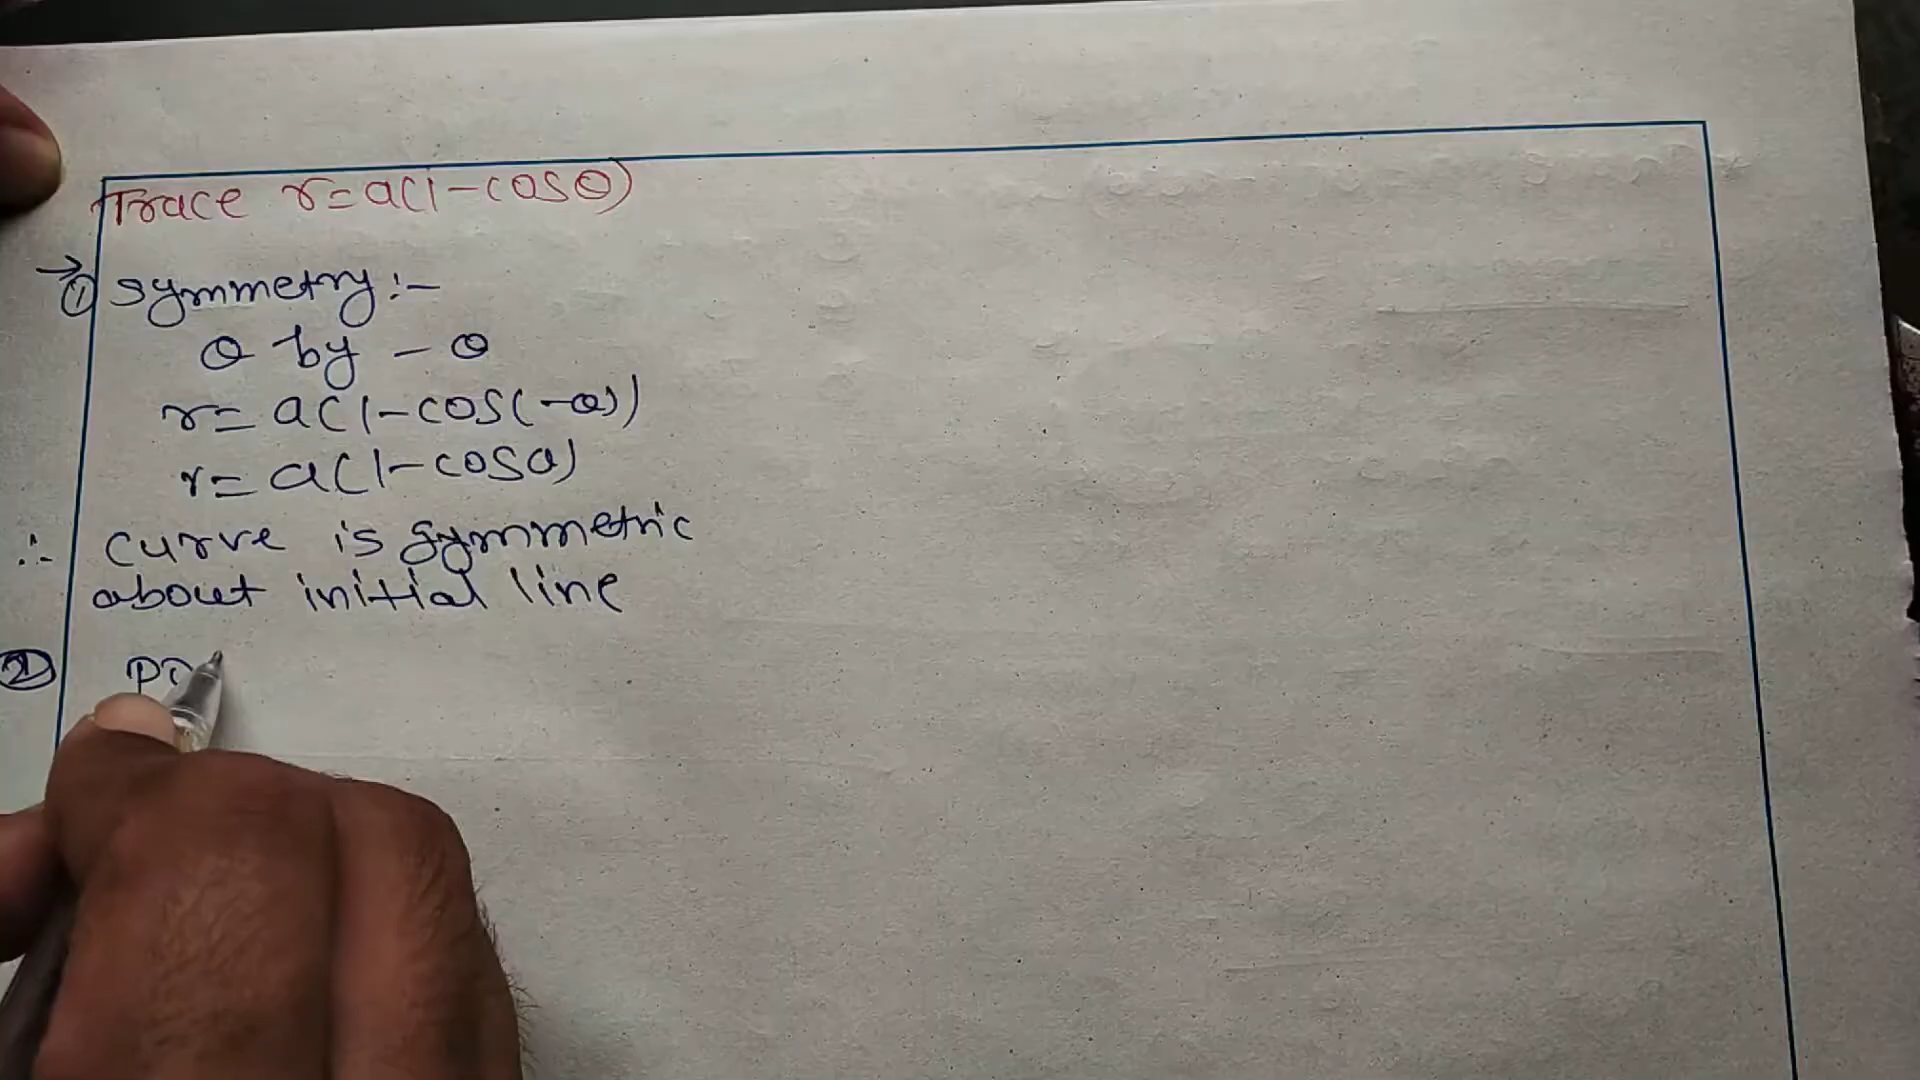 Trace r=a(1-cosθ)
→
① Symmetry:-
θ by -θ
r= a(1-cos(-θ))
r= a(1-cosθ)
∴ curve is symmetric
about initial line
②